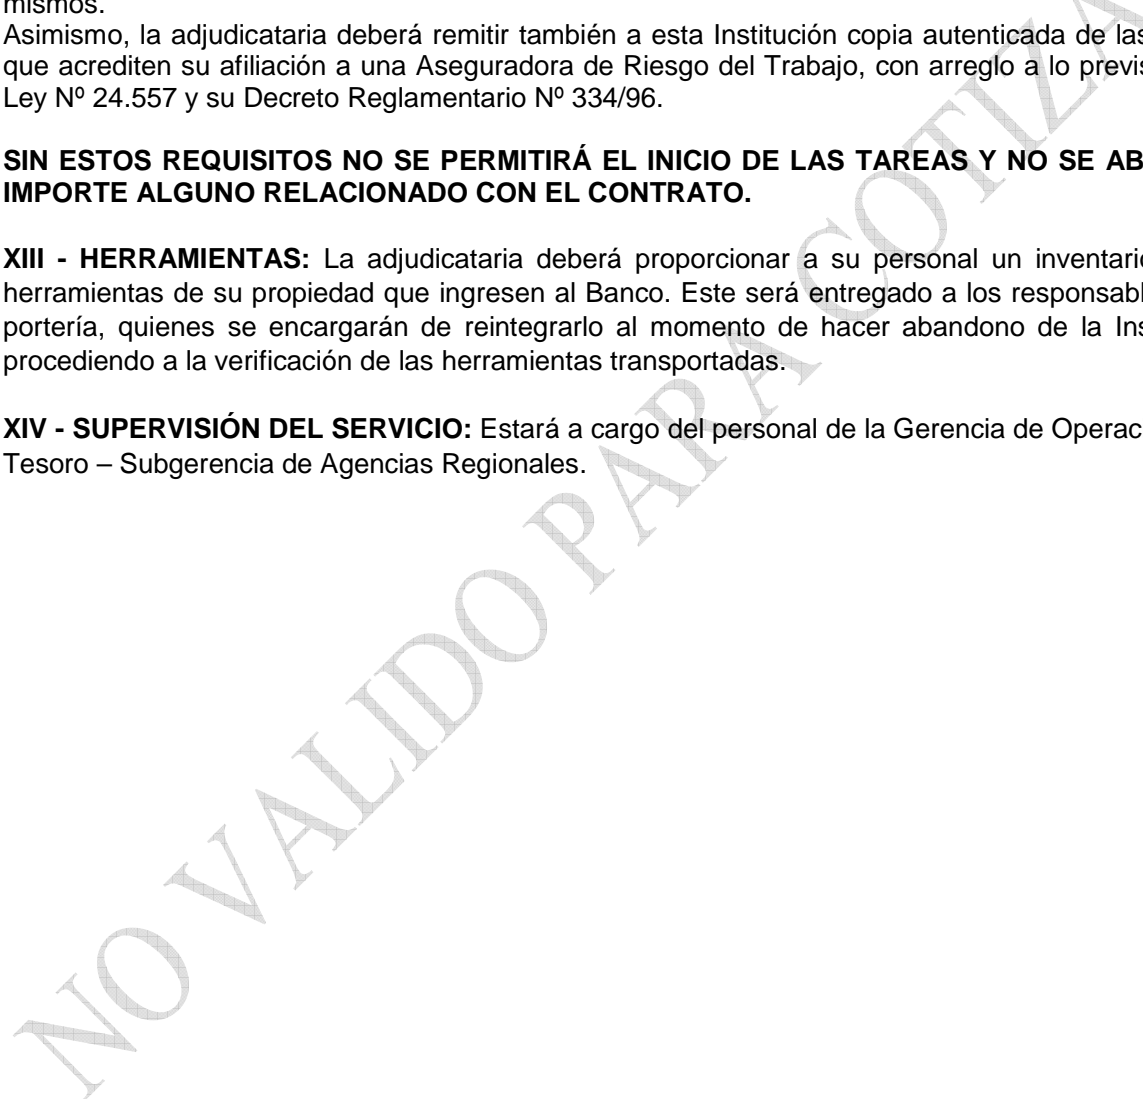 mismos.
Asimismo, la adjudicataria deberá remitir también a esta Institución copia autenticada de las
que acrediten su afiliación a una Aseguradora de Riesgo del Trabajo, con arreglo a lo previs
Ley Nº 24.557 y su Decreto Reglamentario Nº 334/96.
SIN ESTOS REQUISITOS NO SE PERMITIRÁ EL INICIO DE LAS TAREAS Y NO SE AB
IMPORTE ALGUNO RELACIONADO CON EL CONTRATO.
XIII - HERRAMIENTAS: La adjudicataria deberá proporcionar a su personal un inventario
herramientas de su propiedad que ingresen al Banco. Este será entregado a los responsabl
portería, quienes se encargarán de reintegrarlo al momento de hacer abandono de la Ins
procediendo a la verificación de las herramientas transportadas.
XIV - SUPERVISIÓN DEL SERVICIO: Estará a cargo del personal de la Gerencia de Operac
Tesoro – Subgerencia de Agencias Regionales.
NO VALIDO PARA COTIZA